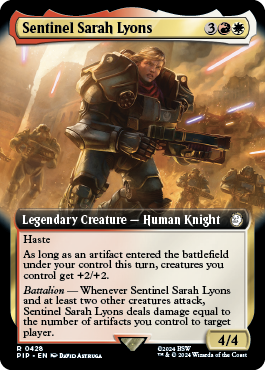 Sentinel Sarah Lyons 3
Legendary Creature — Human Knight
Haste
As long as an artifact entered the battlefield
under your control this turn, creatures you
control get +2/+2.
Battalion — Whenever Sentinel Sarah Lyons
and at least two other creatures attack,
Sentinel Sarah Lyons deals damage equal
to the number of artifacts you control to target
player.
4/4
R 0428
PIP • EN DAVID ASTRUGA
©2024 BSW
™ & © 2024 Wizards of the Coast